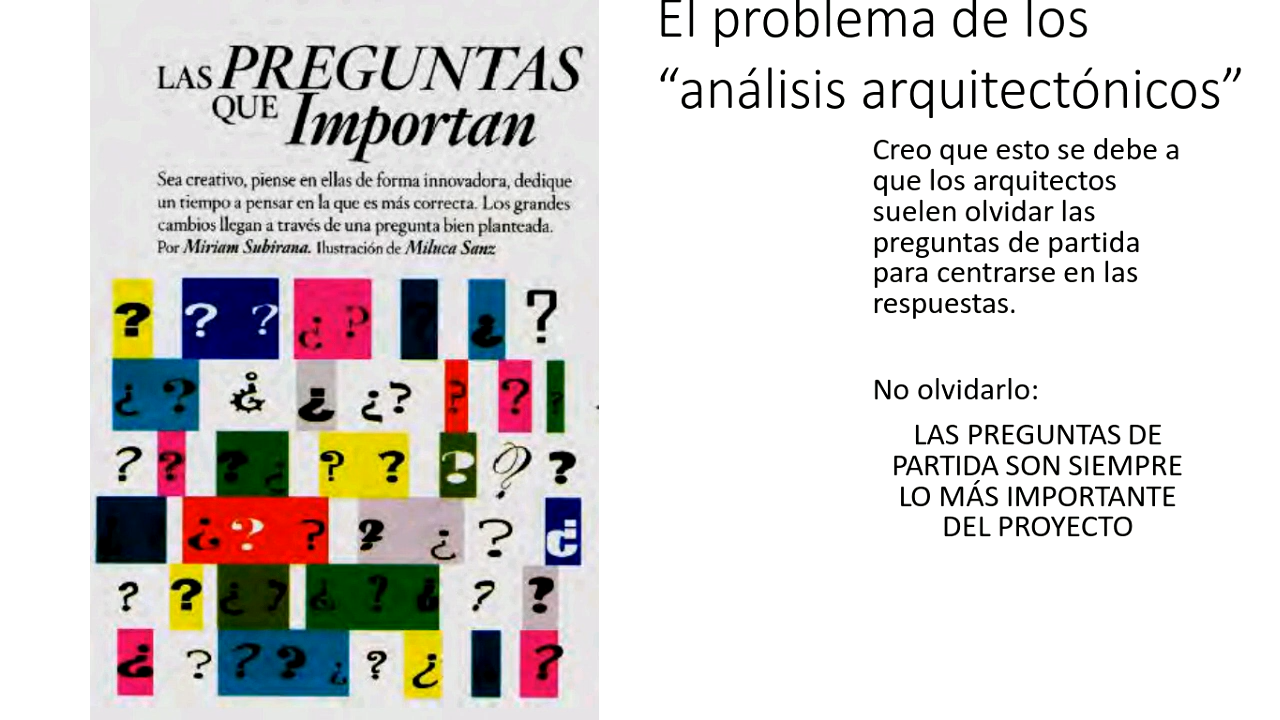 LAS PREGUNTAS
QUE Importan
Sea creativo, piense en ellas de forma innovadora, dedique
un tiempo a pensar en la que es más correcta. Los grandes
cambios llegan a través de una pregunta bien planteada.
Por Miriam Subirana. Ilustración de Miluca Sanz
? ? ? ¿ ? ¿ ?
¿ ? ¿ ¿ ¿ ? ? ? ?
? ? ? ¿ ? ? ? ? ?
¿ ? ? ? ¿ ? ¿
? ? ¿ ? ¿ ? ¿ ? ?
¿ ? ? ? ¿ ? ¿ ?
El problema de los
“análisis arquitectónicos”
Creo que esto se debe a
que los arquitectos
suelen olvidar las
preguntas de partida
para centrarse en las
respuestas.
No olvidarlo:
LAS PREGUNTAS DE
PARTIDA SON SIEMPRE
LO MÁS IMPORTANTE
DEL PROYECTO